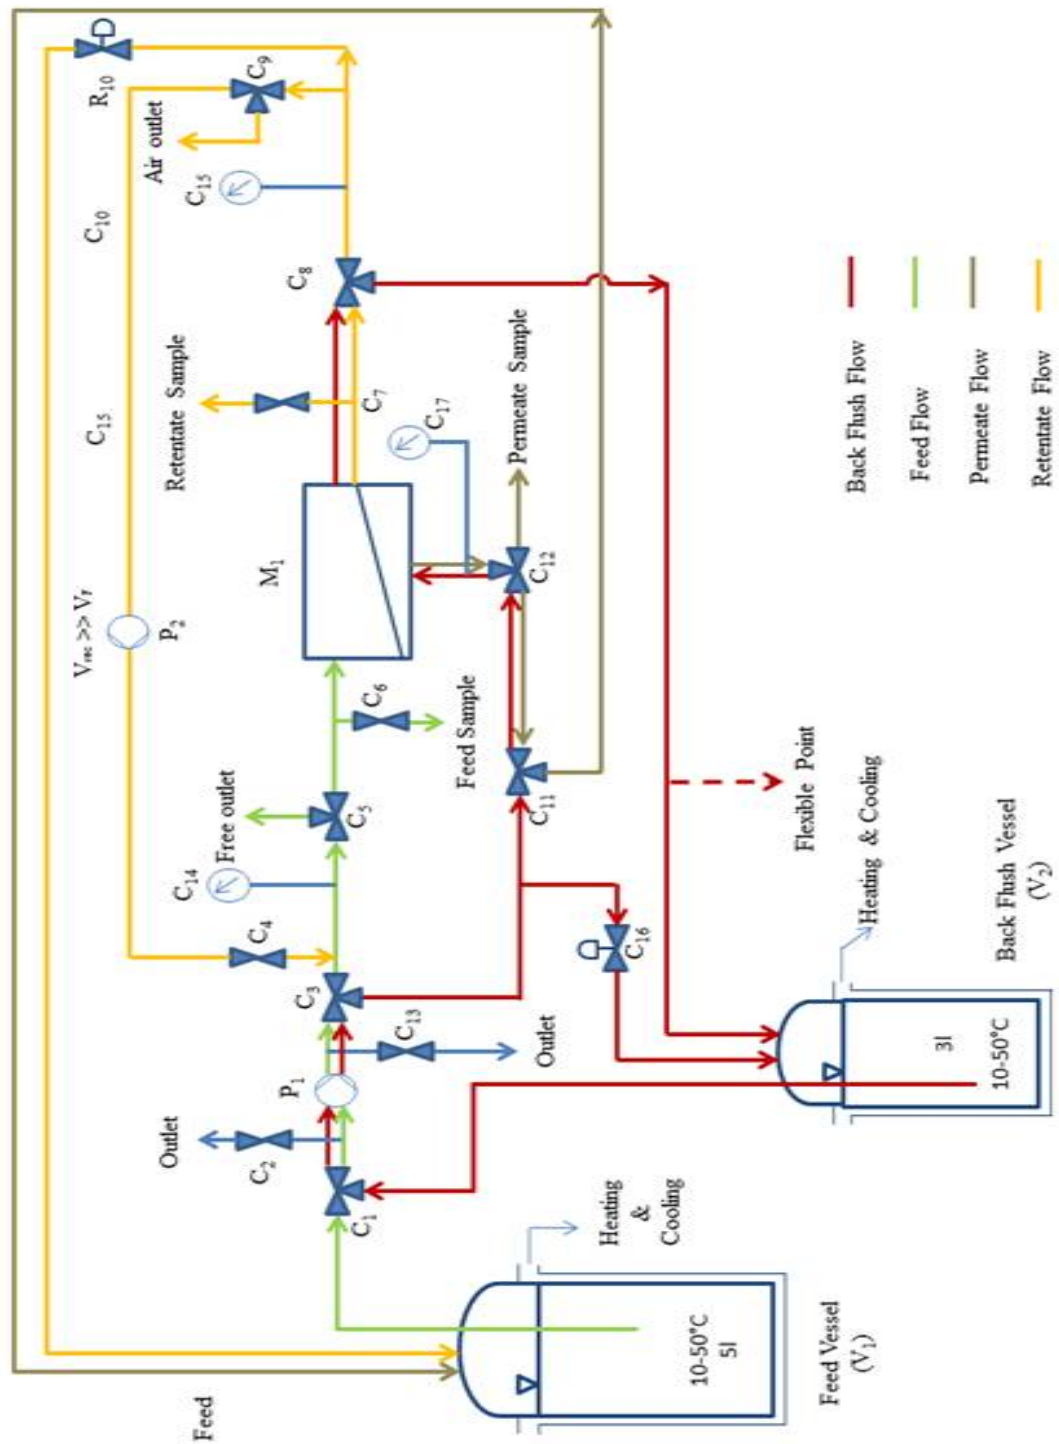 Feed
Feed Vessel
(V₁)
10-50°C
5l
Heating
&
Cooling
C₁
Outlet
C₂
P₁
C₁₃
Outlet
C₃
C₄
C₁₄
Free outlet
C₅
C₆
Feed Sample
M₁
P₂
C₁₅
C₁₀
R₁₀
Retentate Sample
C₇
C₁₇
C₈
C₁₅
Air outlet
C₉
C₁₁
C₁₂
Permeate Sample
C₁₆
Flexible Point
Heating & Cooling
Back Flush Vessel
(V₂)
3l
10-50°C
Back Flush Flow
Feed Flow
Permeate Flow
Retentate Flow